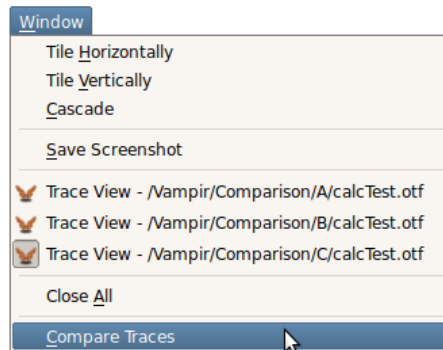 Window
Tile Horizontally
Tile Vertically
Cascade
Save Screenshot
Trace View - /Vampir/Comparison/A/calcTest.otf
Trace View - /Vampir/Comparison/B/calcTest.otf
Trace View - /Vampir/Comparison/C/calcTest.otf
Close All
Compare Traces